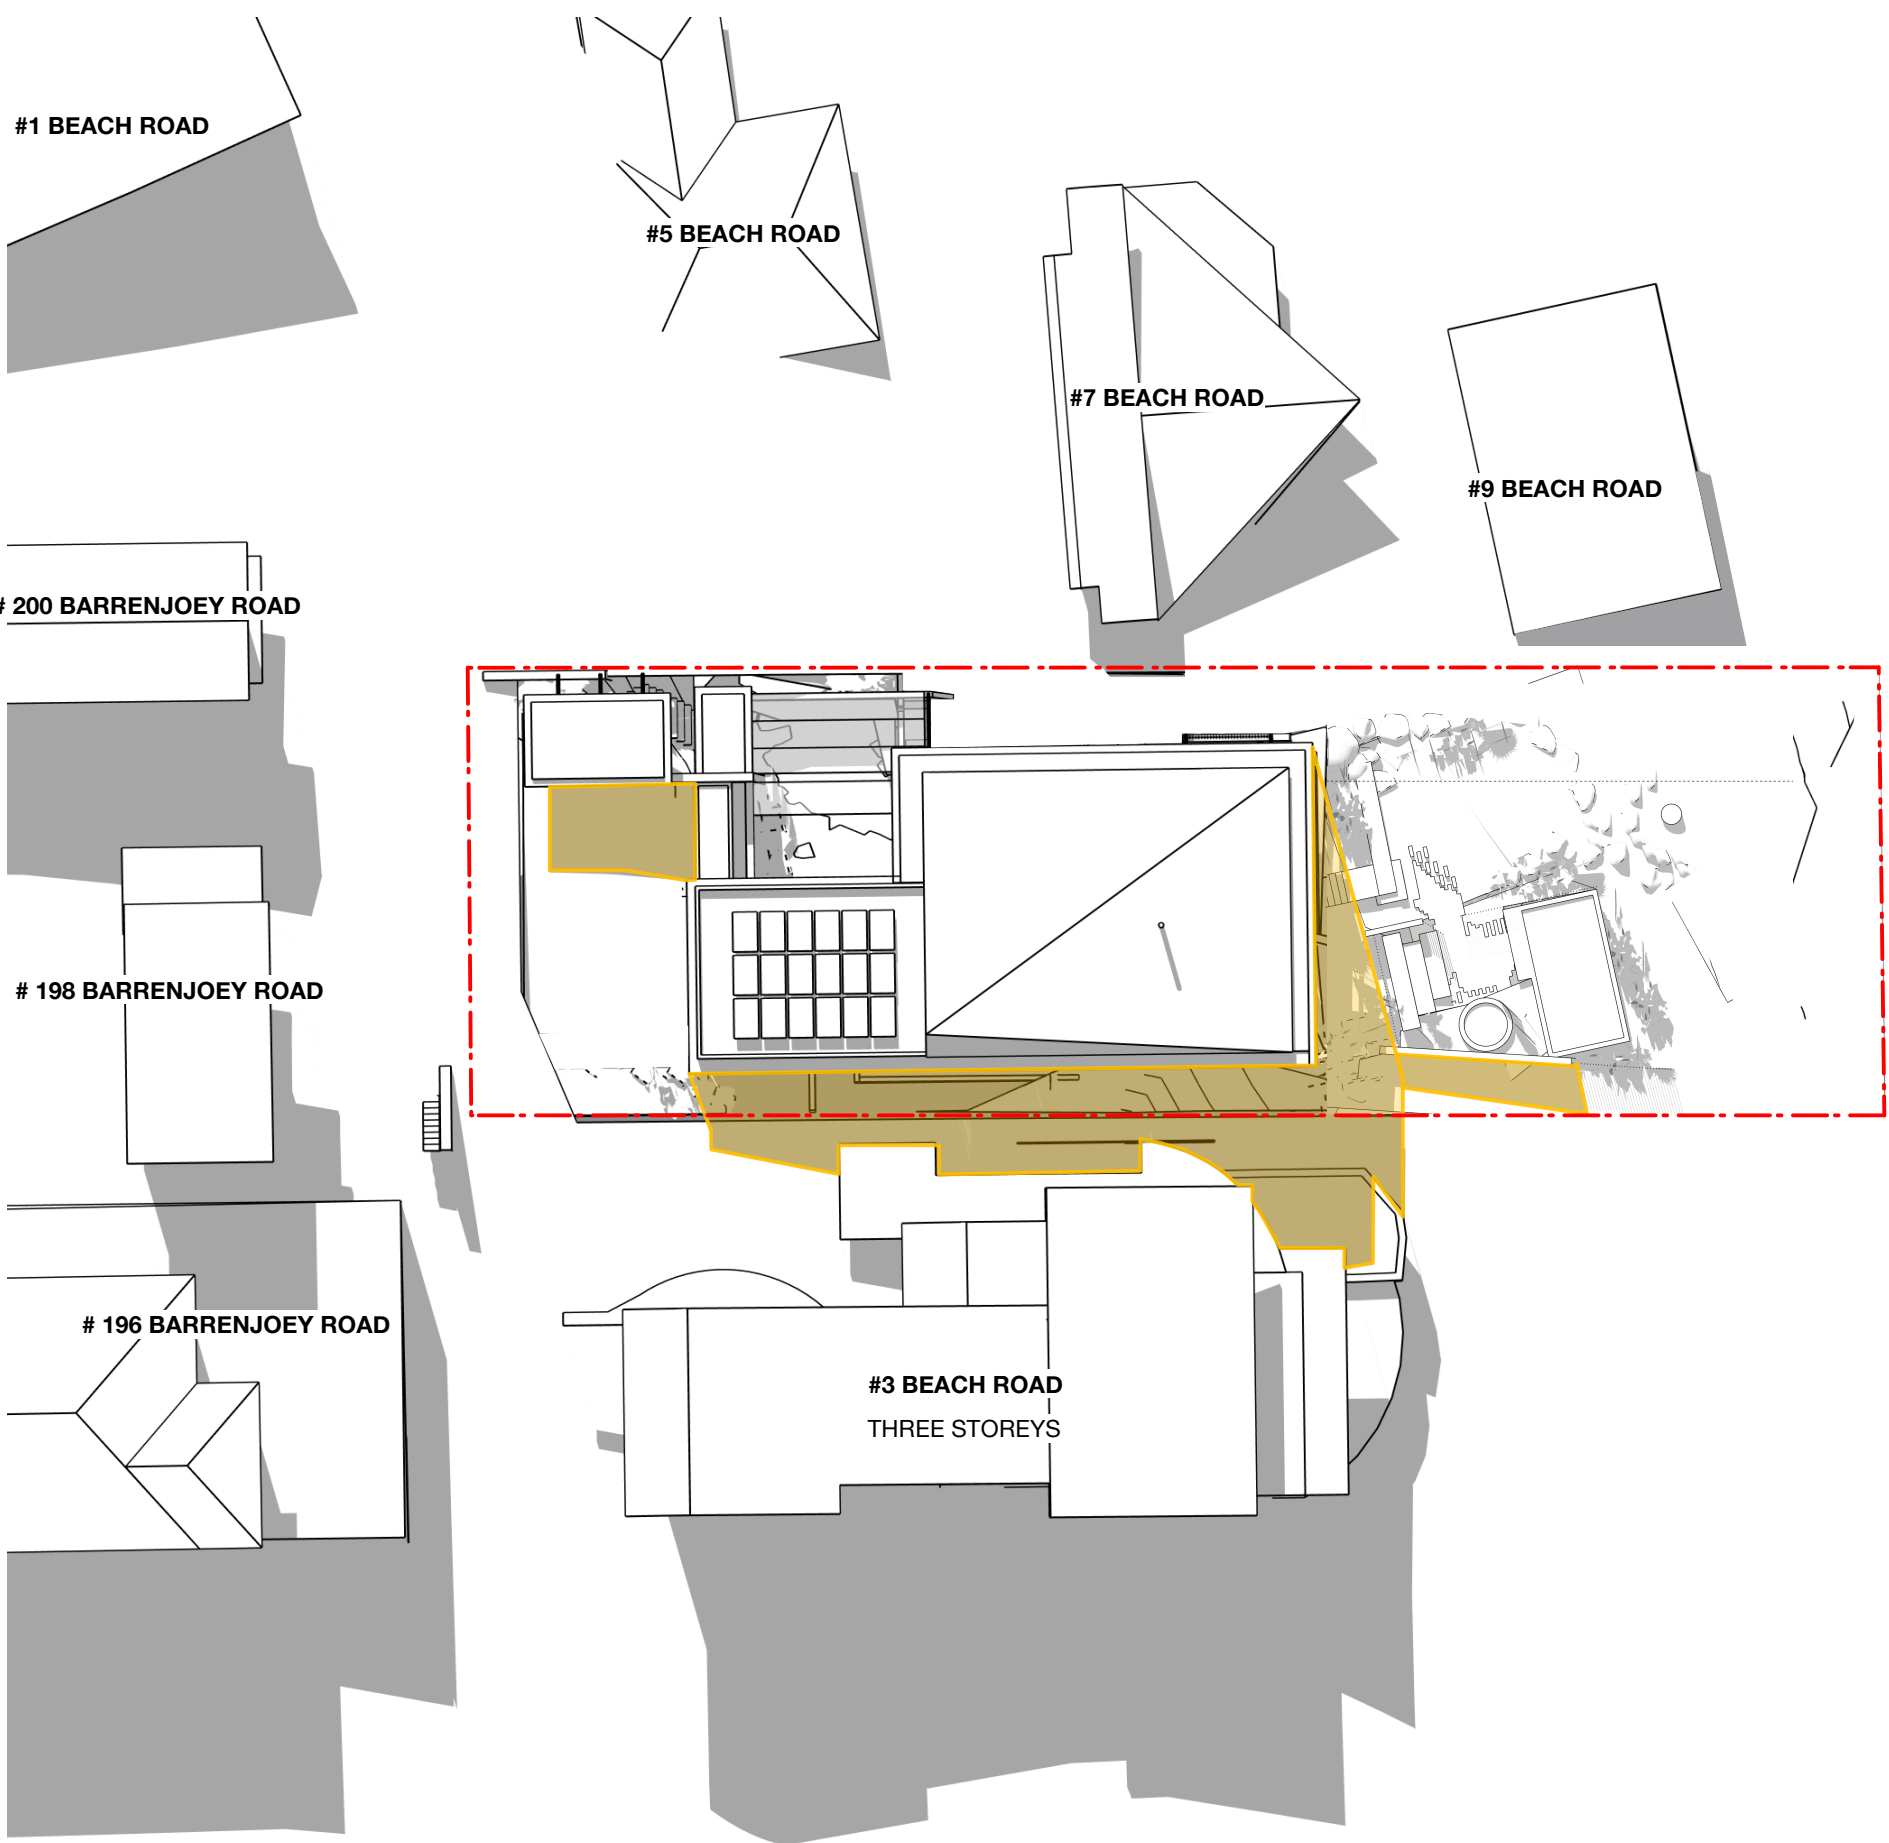 #1 BEACH ROAD
#5 BEACH ROAD
#7 BEACH ROAD
#9 BEACH ROAD
# 200 BARRENJOEY ROAD
# 198 BARRENJOEY ROAD
# 196 BARRENJOEY ROAD
#3 BEACH ROAD
THREE STOREYS